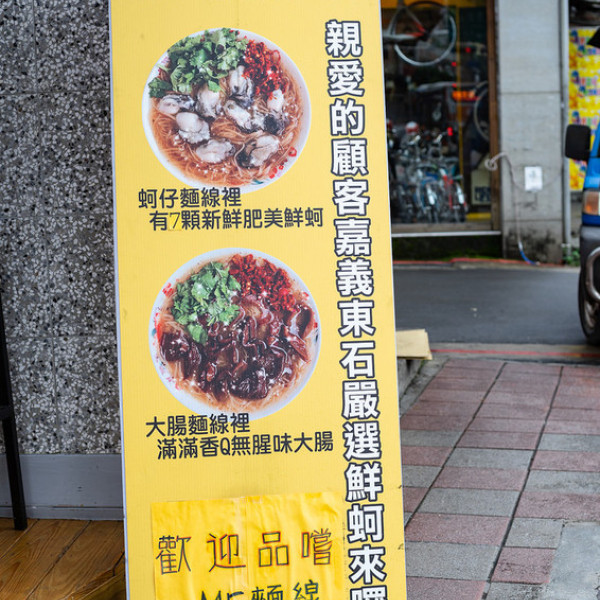 親愛的顧客嘉義東石嚴選鮮蚵來囉
蚵仔麵線裡
有7顆新鮮肥美鮮蚵
大腸麵線裡
滿滿香Q無腥味大腸
歡迎品嚐
麵線